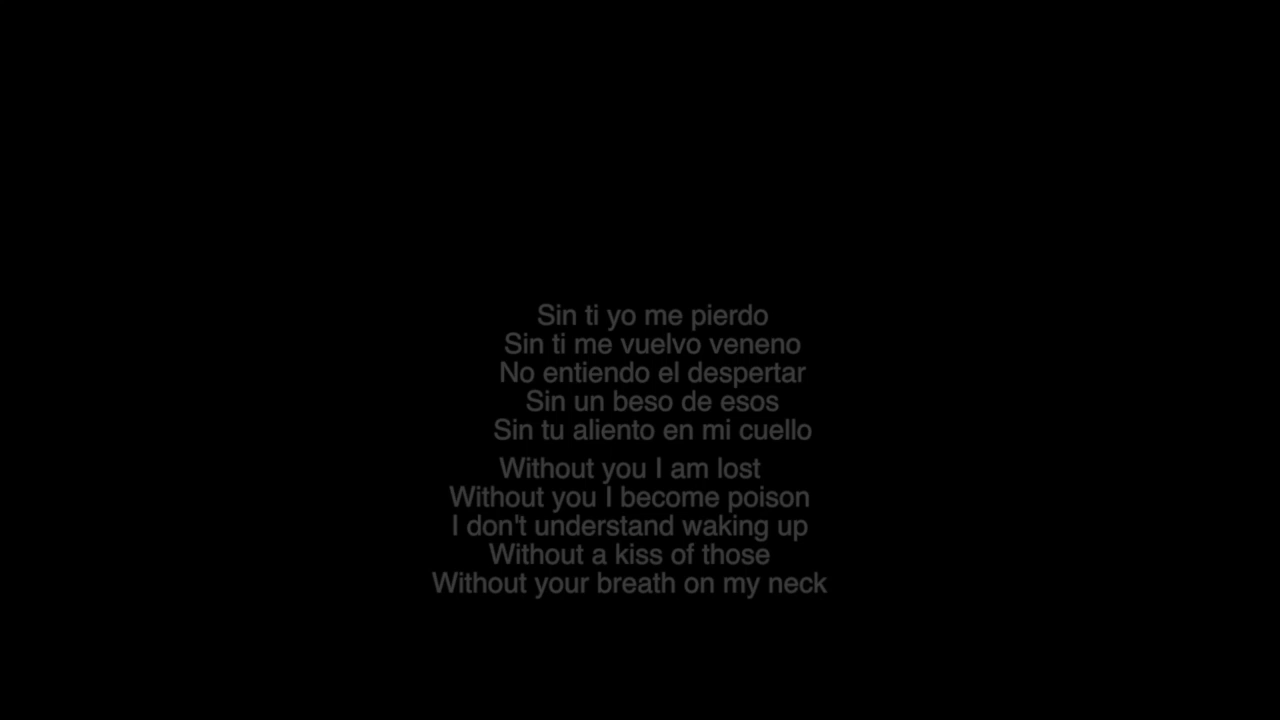 Sin ti yo me pierdo
Sin ti me vuelvo veneno
No entiendo el despertar
Sin un beso de esos
Sin tu aliento en mi cuello
Without you I am lost
Without you I become poison
I don't understand waking up
Without a kiss of those
Without your breath on my neck